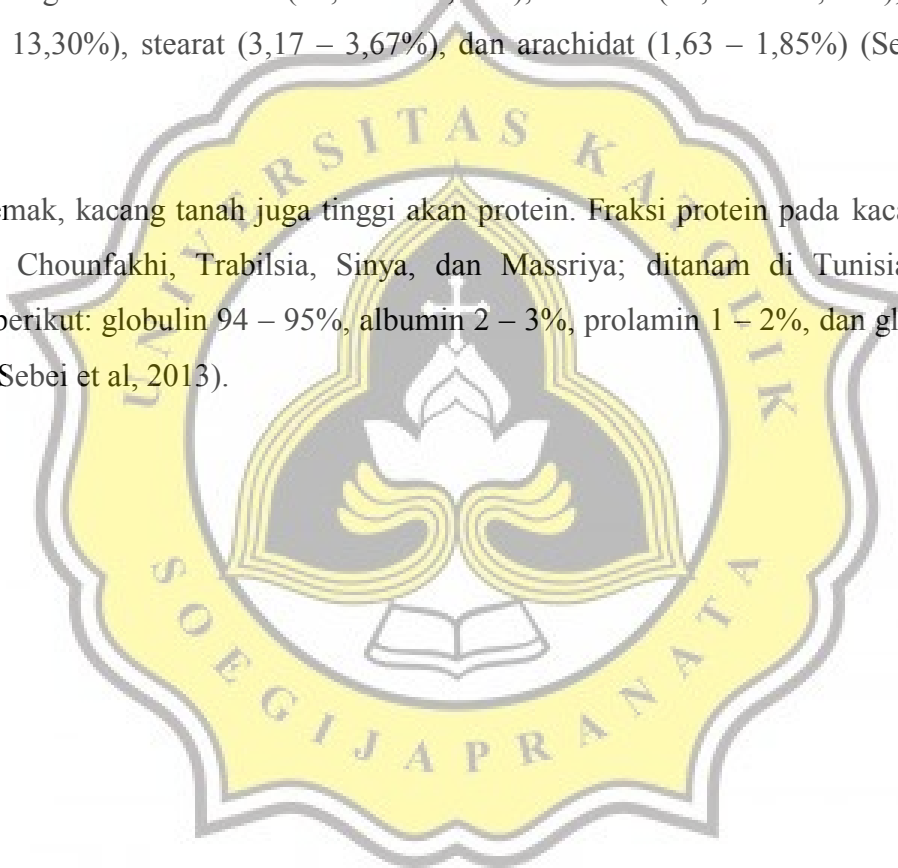 13,30%), stearat (3,17 – 3,67%), dan arachidat (1,63 – 1,85%) (Se
emak, kacang tanah juga tinggi akan protein. Fraksi protein pada kaca
Chounfakhi, Trabilsia, Sinya, dan Massriya; ditanam di Tunisia
berikut: globulin 94 – 95%, albumin 2 – 3%, prolamin 1 – 2%, dan gl
Sebei et al, 2013).
UNIVERSITAS KATOLIK
SOEGIJAPRANATA